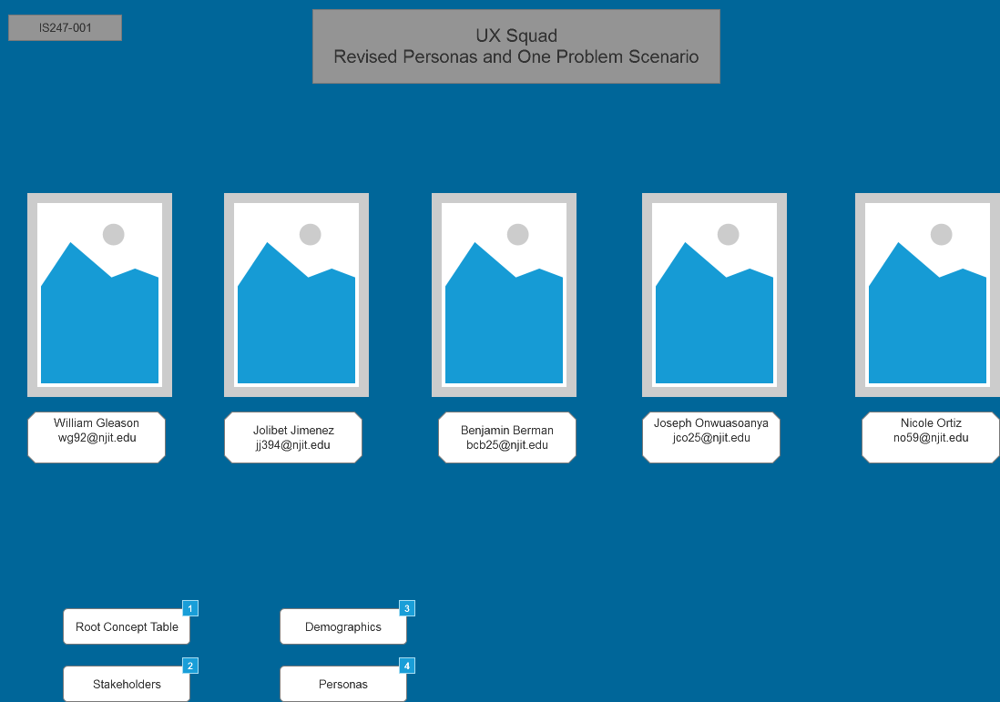 IS247-001
UX Squad
Revised Personas and One Problem Scenario
William Gleason
wg92@njit.edu
Jolibet Jimenez
jj394@njit.edu
Benjamin Berman
bcb25@njit.edu
Joseph Onwuasoanya
jco25@njit.edu
Nicole Ortiz
no59@njit.edu
1
Root Concept Table
3
Demographics
2
Stakeholders
4
Personas